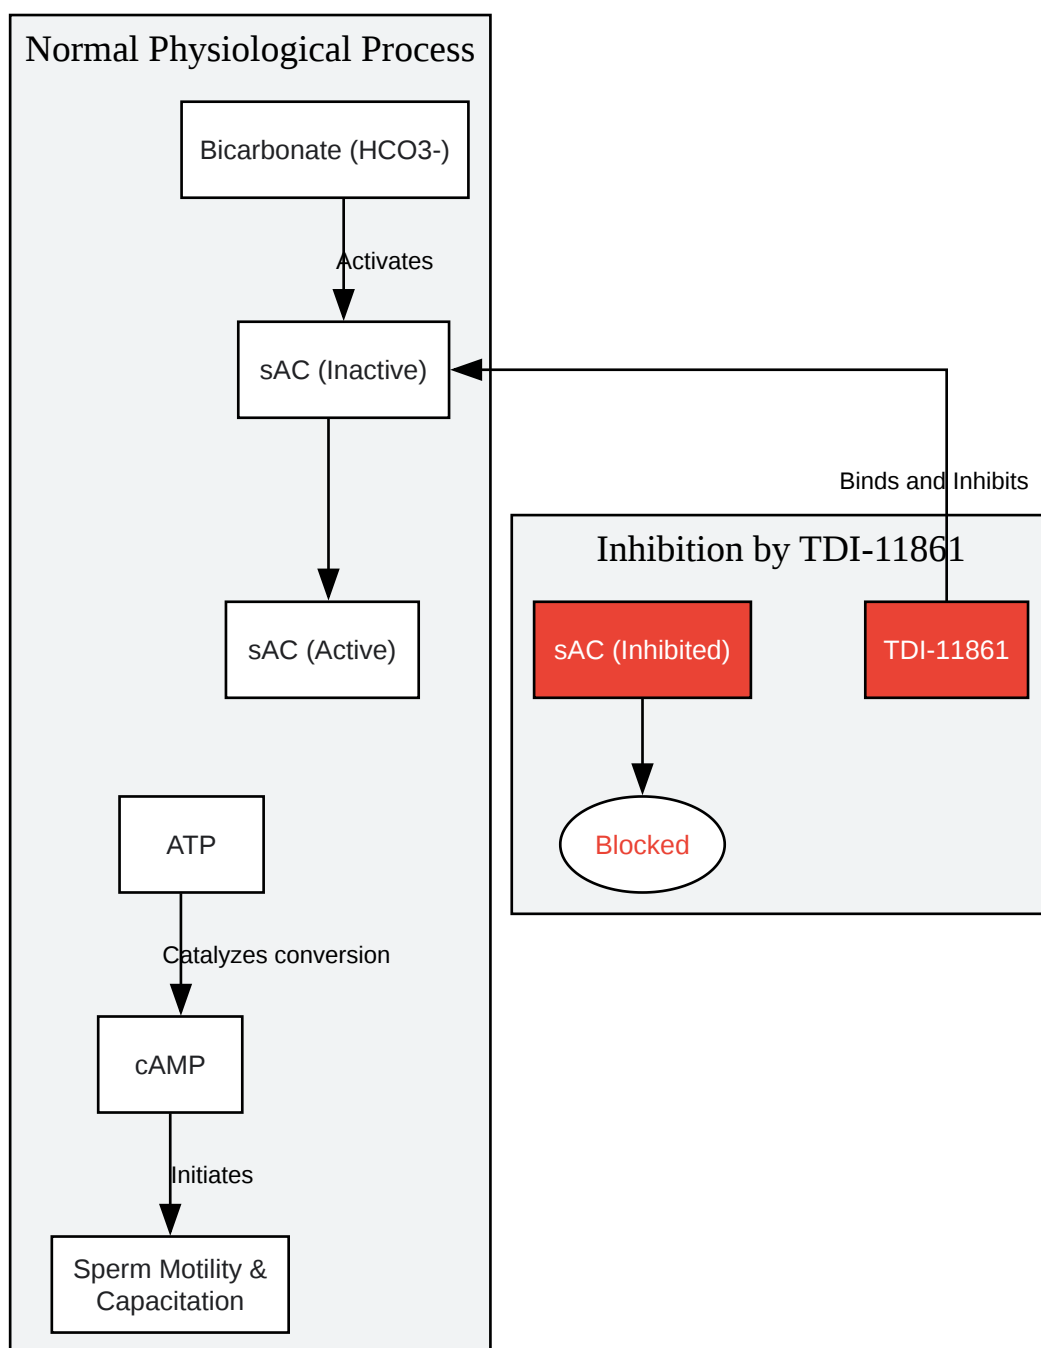 Normal Physiological Process
Bicarbonate (HCO3-)
Activates
sAC (Inactive)
sAC (Active)
ATP
Catalyzes conversion
cAMP
Initiates
Sperm Motility &
Capacitation
Binds and Inhibits
Inhibition by TDI-11861
sAC (Inhibited)
TDI-11861
Blocked